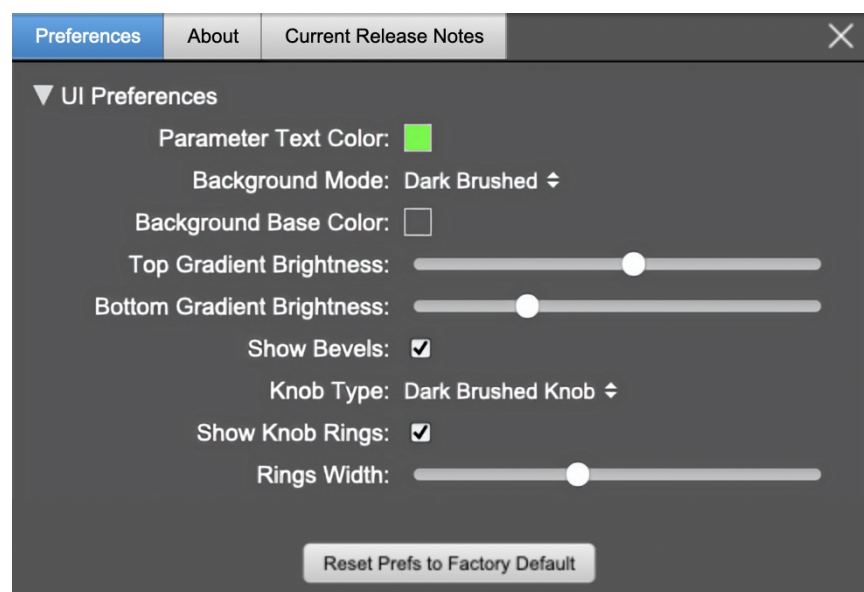 Preferences About Current Release Notes
UI Preferences
Parameter Text Color:
Background Mode: Dark Brushed
Background Base Color:
Top Gradient Brightness:
Bottom Gradient Brightness:
Show Bevels:
Knob Type: Dark Brushed Knob
Show Knob Rings:
Rings Width:
Reset Prefs to Factory Default